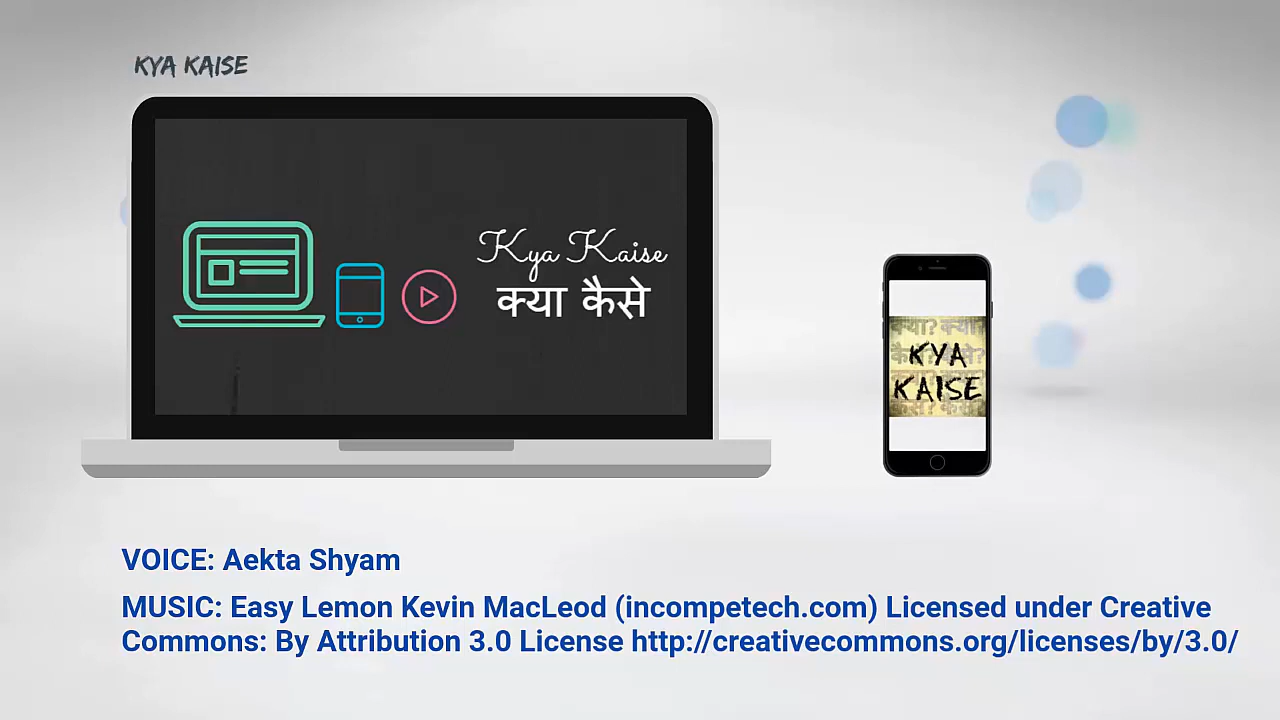 KYA KAISE
Kya Kaise
क्या कैसे
क्या? क्या?
KYA
KAISE
VOICE: Aekta Shyam
MUSIC: Easy Lemon Kevin MacLeod (incompetech.com) Licensed under Creative
Commons: By Attribution 3.0 License http://creativecommons.org/licenses/by/3.0/